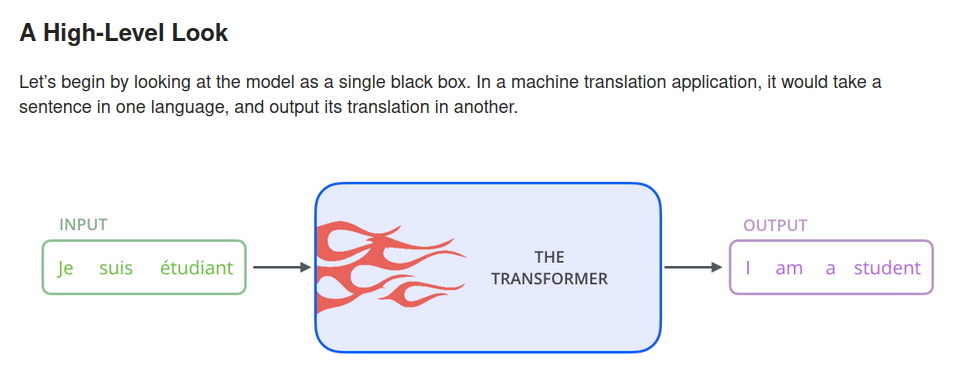 A High-Level Look
Let’s begin by looking at the model as a single black box. In a machine translation application, it would take a
sentence in one language, and output its translation in another.
INPUT
Je suis étudiant
THE
TRANSFORMER
OUTPUT
I am a student